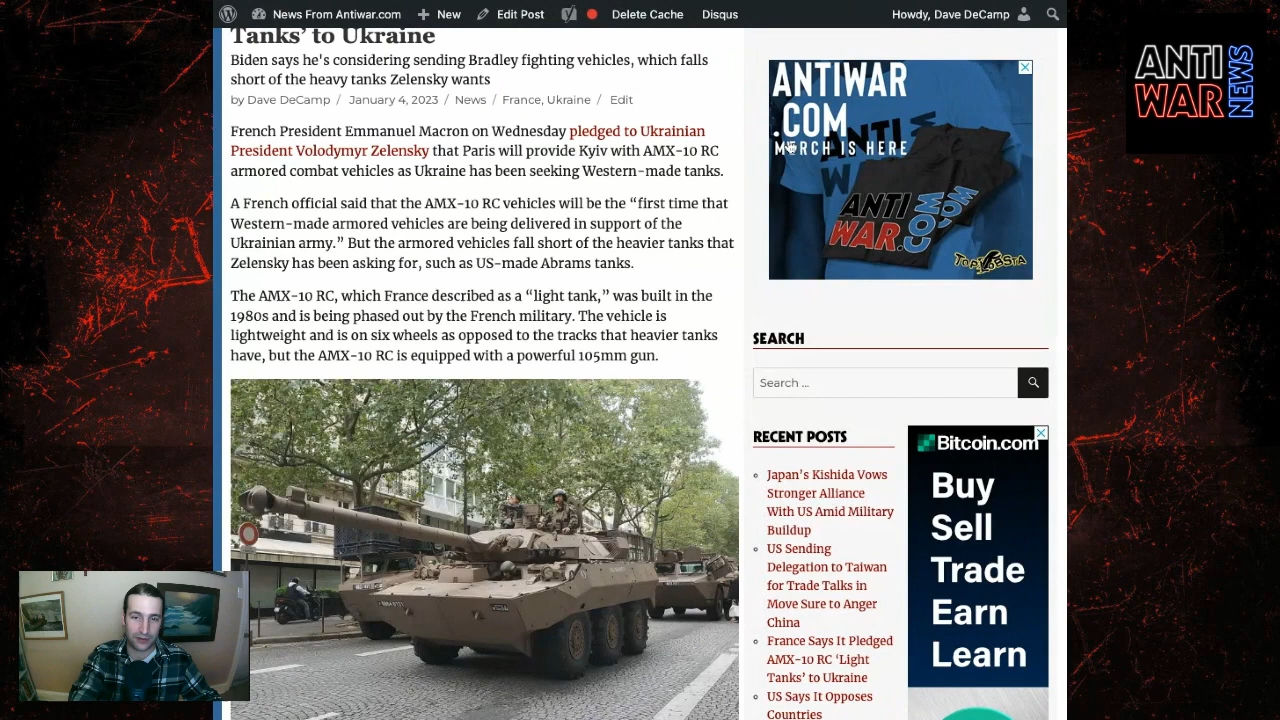 News From Antiwar.com
New
Edit Post
Delete Cache
Disqus
Howdy, Dave DeCamp
Tanks’ to Ukraine
Biden says he's considering sending Bradley fighting vehicles, which falls
short of the heavy tanks Zelensky wants
by Dave DeCamp / January 4, 2023 / News / France, Ukraine / Edit
French President Emmanuel Macron on Wednesday pledged to Ukrainian
President Volodymyr Zelensky that Paris will provide Kyiv with AMX-10 RC
armored combat vehicles as Ukraine has been seeking Western-made tanks.
A French official said that the AMX-10 RC vehicles will be the “first time that
Western-made armored vehicles are being delivered in support of the
Ukrainian army.” But the armored vehicles fall short of the heavier tanks that
Zelensky has been asking for, such as US-made Abrams tanks.
The AMX-10 RC, which France described as a “light tank,” was built in the
1980s and is being phased out by the French military. The vehicle is
lightweight and is on six wheels as opposed to the tracks that heavier tanks
have, but the AMX-10 RC is equipped with a powerful 105mm gun.
ANTIWAR
.COM
MERCH IS HERE
ANTI
WAR
.COM
TOP LOBSTA
SEARCH
Search ...
RECENT POSTS
Japan’s Kishida Vows
Stronger Alliance
With US Amid Military
Buildup
US Sending
Delegation to Taiwan
for Trade Talks in
Move Sure to Anger
China
France Says It Pledged
AMX-10 RC ‘Light
Tanks’ to Ukraine
US Says It Opposes
Countries
Bitcoin.com
Buy
Sell
Trade
Earn
Learn
ANTI
WAR
NEWS